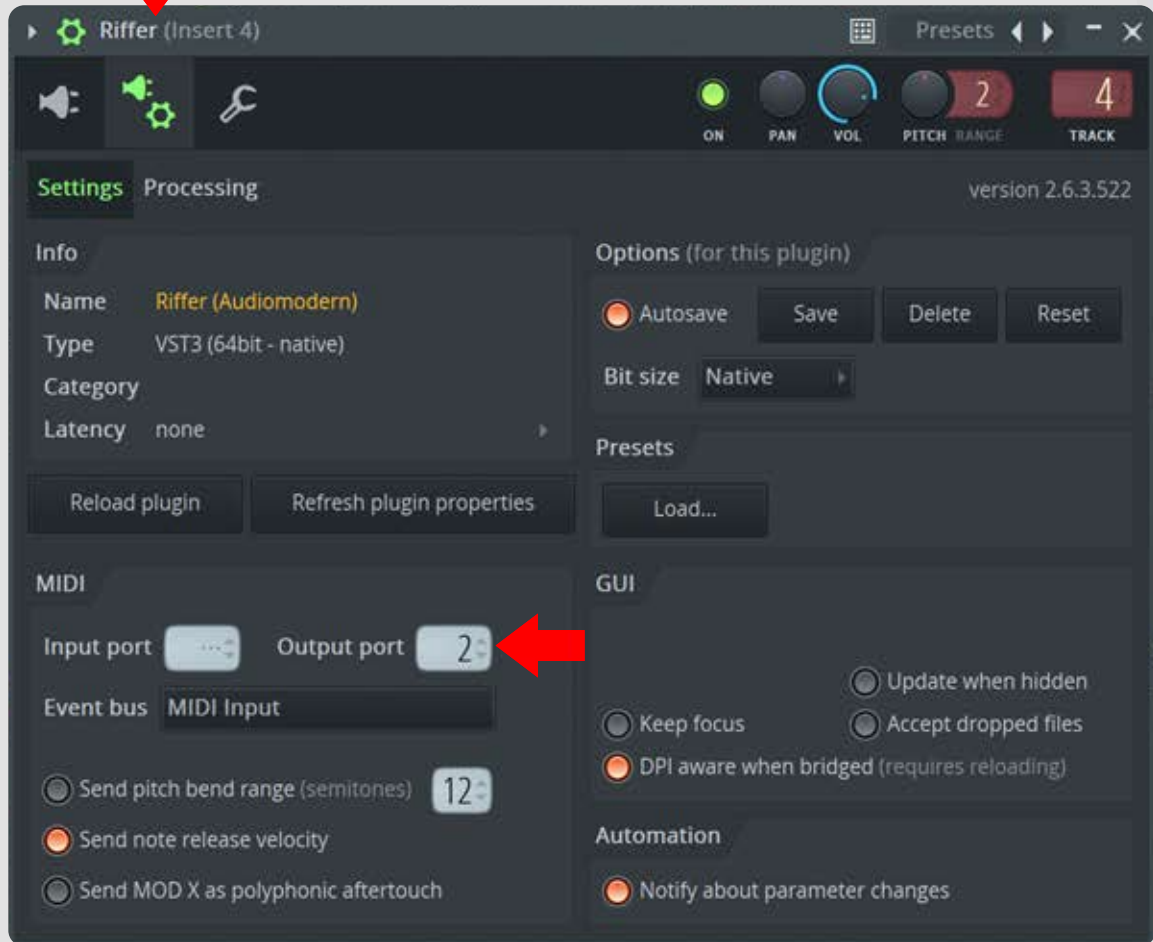 Riffer (Insert 4)
Presets
2
4
ON
PAN
VOL
PITCH RANGE
TRACK
Settings Processing
version 2.6.3.522
Info
Name Riffer (Audiomodern)
Type VST3 (64bit - native)
Category
Latency none
Reload plugin
Refresh plugin properties
Options (for this plugin)
Autosave
Save
Delete
Reset
Bit size Native
Presets
Load...
MIDI
Input port ---
Output port 2
Event bus MIDI Input
Send pitch bend range (semitones) 12
Send note release velocity
Send MOD X as polyphonic aftertouch
GUI
Update when hidden
Keep focus
Accept dropped files
DPI aware when bridged (requires reloading)
Automation
Notify about parameter changes